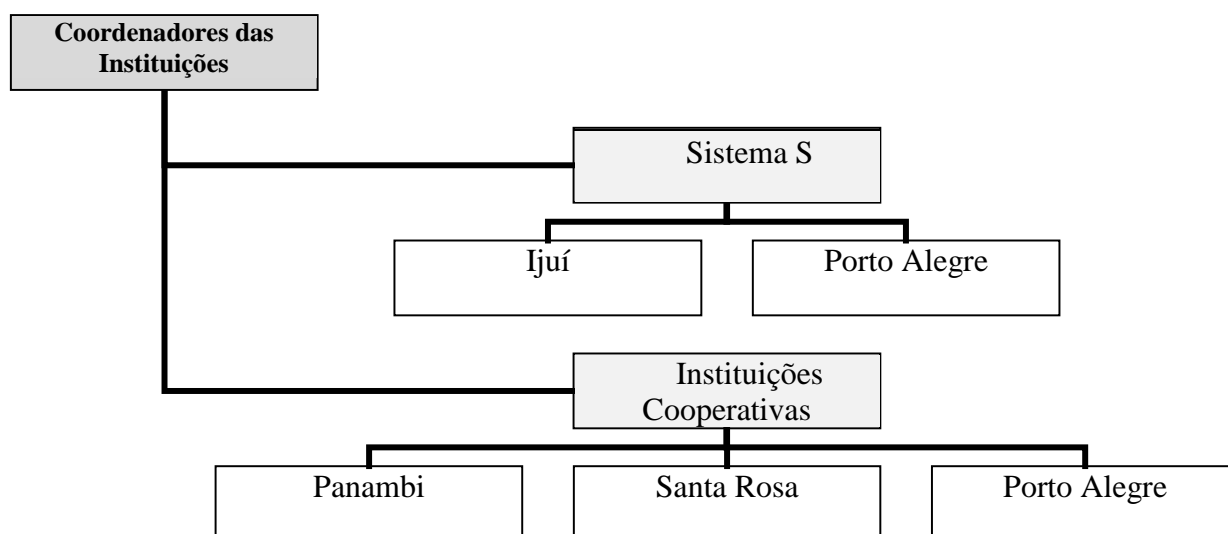 Coordenadores das
Instituições
Sistema S
Ijuí
Porto Alegre
Instituições
Cooperativas
Panambi
Santa Rosa
Porto Alegre